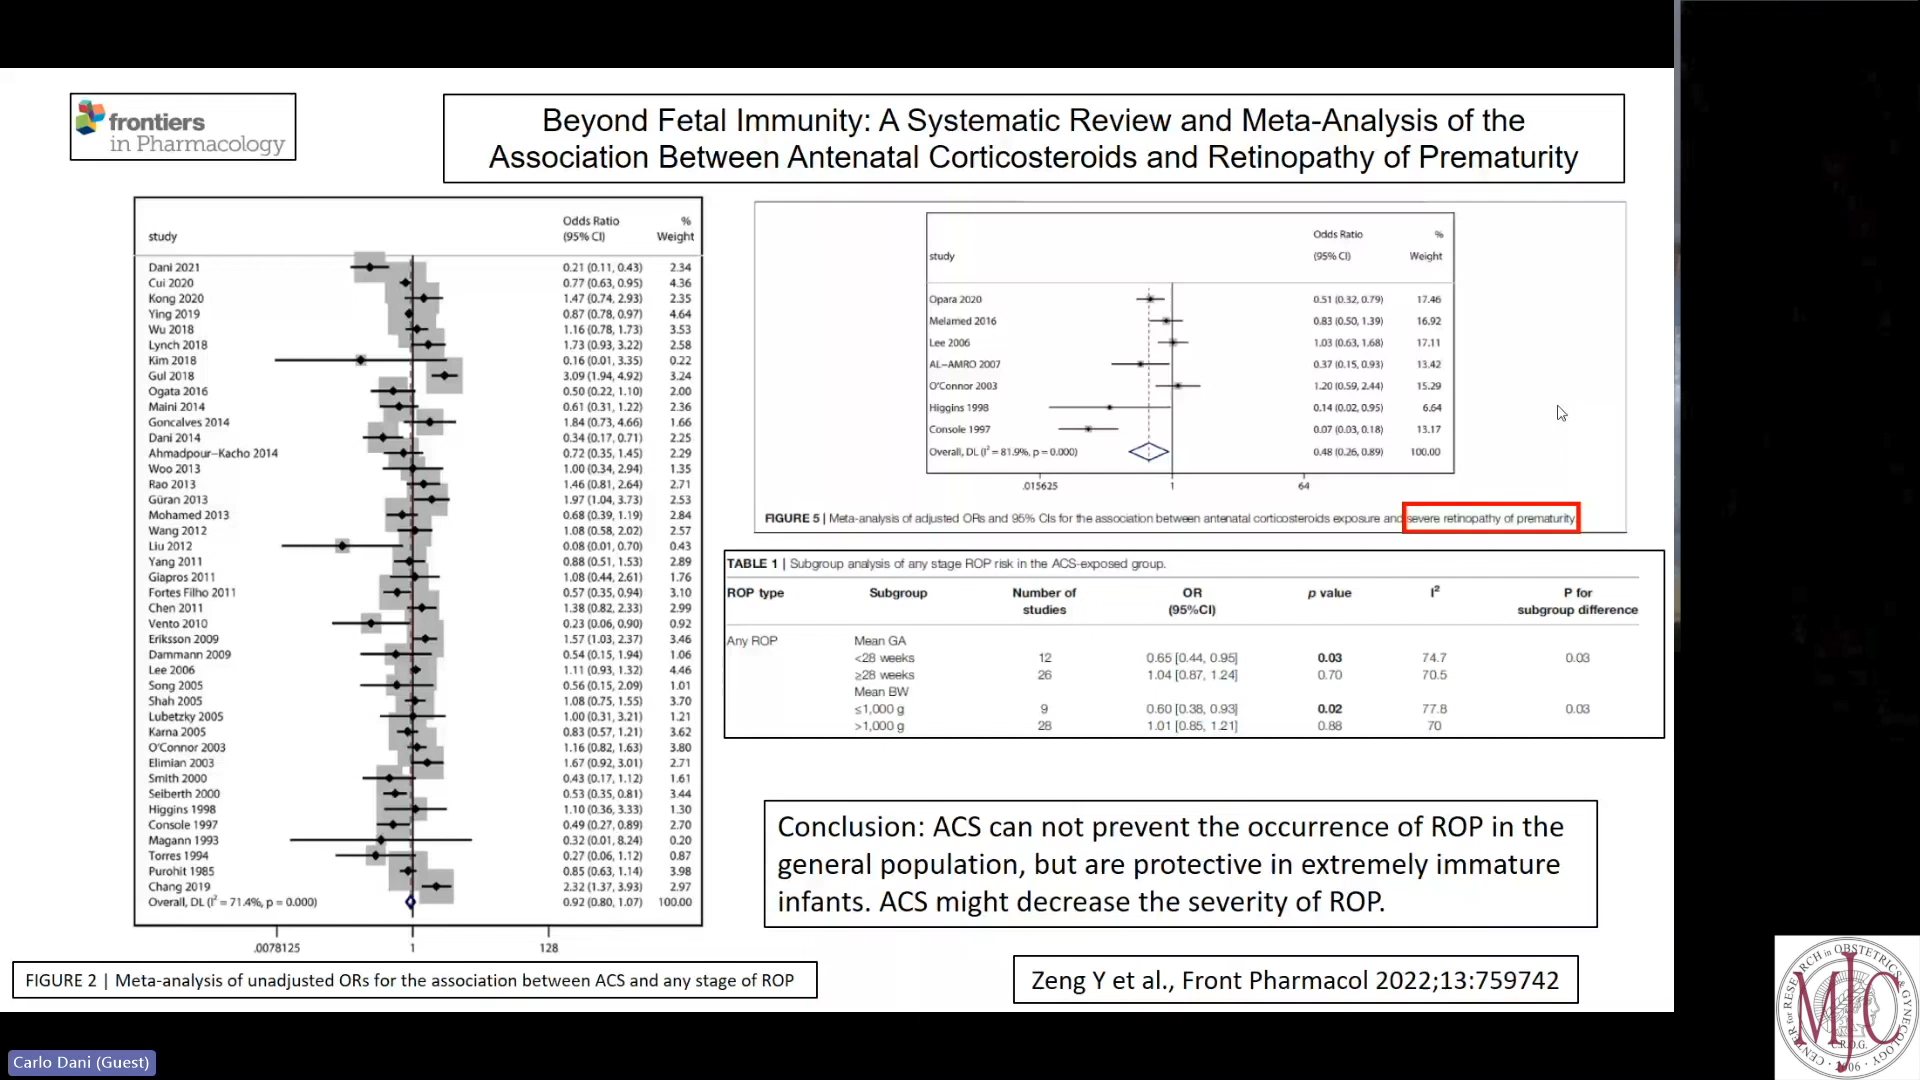 frontiers
in Pharmacology
Beyond Fetal Immunity: A Systematic Review and Meta-Analysis of the
Association Between Antenatal Corticosteroids and Retinopathy of Prematurity
Odds Ratio %
study (95% CI) Weight
Dani 2021 0.21 (0.11, 0.43) 2.34
Cui 2020 0.77 (0.63, 0.95) 4.36
Kong 2020 1.47 (0.74, 2.93) 2.35
Ying 2019 0.87 (0.78, 0.97) 4.64
Wu 2018 1.16 (0.78, 1.73) 3.53
Lynch 2018 1.73 (0.93, 3.22) 2.58
Kim 2018 0.16 (0.01, 3.35) 0.22
Gul 2018 3.09 (1.94, 4.92) 3.24
Ogata 2016 0.50 (0.22, 1.10) 2.00
Maini 2014 0.61 (0.31, 1.22) 2.36
Goncalves 2014 1.84 (0.73, 4.66) 1.66
Dani 2014 0.34 (0.17, 0.71) 2.25
Ahmadpour-Kacho 2014 0.72 (0.35, 1.45) 2.29
Woo 2013 1.00 (0.34, 2.94) 1.35
Rao 2013 1.46 (0.81, 2.64) 2.71
Güran 2013 1.97 (1.04, 3.73) 2.53
Mohamed 2013 0.68 (0.39, 1.19) 2.84
Wang 2012 1.08 (0.58, 2.02) 2.57
Liu 2012 0.08 (0.01, 0.70) 0.43
Yang 2011 0.88 (0.51, 1.53) 2.89
Giapros 2011 1.08 (0.44, 2.61) 1.76
Fortes Filho 2011 0.57 (0.35, 0.94) 3.10
Chen 2011 1.38 (0.82, 2.33) 2.99
Vento 2010 0.23 (0.06, 0.90) 0.92
Eriksson 2009 1.57 (1.03, 2.37) 3.46
Dammann 2009 0.54 (0.15, 1.94) 1.06
Lee 2006 1.11 (0.93, 1.32) 4.46
Song 2005 0.56 (0.15, 2.09) 1.01
Shah 2005 1.08 (0.75, 1.55) 3.70
Lubetzky 2005 1.00 (0.31, 3.21) 1.21
Karna 2005 0.83 (0.57, 1.21) 3.62
O'Connor 2003 1.16 (0.82, 1.63) 3.80
Elimian 2003 1.67 (0.92, 3.01) 2.71
Smith 2000 0.43 (0.17, 1.12) 1.61
Seiberth 2000 0.53 (0.35, 0.81) 3.44
Higgins 1998 1.10 (0.36, 3.33) 1.30
Console 1997 0.49 (0.27, 0.89) 2.70
Magann 1993 0.32 (0.01, 8.24) 0.20
Torres 1994 0.27 (0.06, 1.12) 0.87
Purohit 1985 0.85 (0.63, 1.14) 3.98
Chang 2019 2.32 (1.37, 3.93) 2.97
Overall, DL (I² = 71.4%, p = 0.000) 0.92 (0.80, 1.07) 100.00
.0078125 1 128
FIGURE 2 | Meta-analysis of unadjusted ORs for the association between ACS and any stage of ROP
Odds Ratio %
study (95% CI) Weight
Opara 2020 0.51 (0.32, 0.79) 17.46
Melamed 2016 0.83 (0.50, 1.39) 16.92
Lee 2006 1.03 (0.63, 1.68) 17.11
AL-AMRO 2007 0.37 (0.15, 0.93) 13.42
O'Connor 2003 1.20 (0.59, 2.44) 15.29
Higgins 1998 0.14 (0.02, 0.95) 6.64
Console 1997 0.07 (0.03, 0.18) 13.17
Overall, DL (I² = 81.9%, p = 0.000) 0.48 (0.26, 0.89) 100.00
.015625 1 64
FIGURE 5 | Meta-analysis of adjusted ORs and 95% CIs for the association between antenatal corticosteroids exposure and severe retinopathy of prematurity.
TABLE 1 | Subgroup analysis of any stage ROP risk in the ACS-exposed group.
ROP type Subgroup Number of OR p value I² P for
studies (95%CI) subgroup difference
Any ROP Mean GA
<28 weeks 12 0.65 [0.44, 0.95] 0.03 74.7 0.03
≥28 weeks 26 1.04 [0.87, 1.24] 0.70 70.5
Mean BW
≤1,000 g 9 0.60 [0.38, 0.93] 0.02 77.8 0.03
>1,000 g 28 1.01 [0.85, 1.21] 0.88 70
Conclusion: ACS can not prevent the occurrence of ROP in the
general population, but are protective in extremely immature
infants. ACS might decrease the severity of ROP.
Zeng Y et al., Front Pharmacol 2022;13:759742
Carlo Dani (Guest)
CENTER for RESEARCH in OBSTETRICS & GYNECOLOGY
MJC
C.R.O.G.
2006